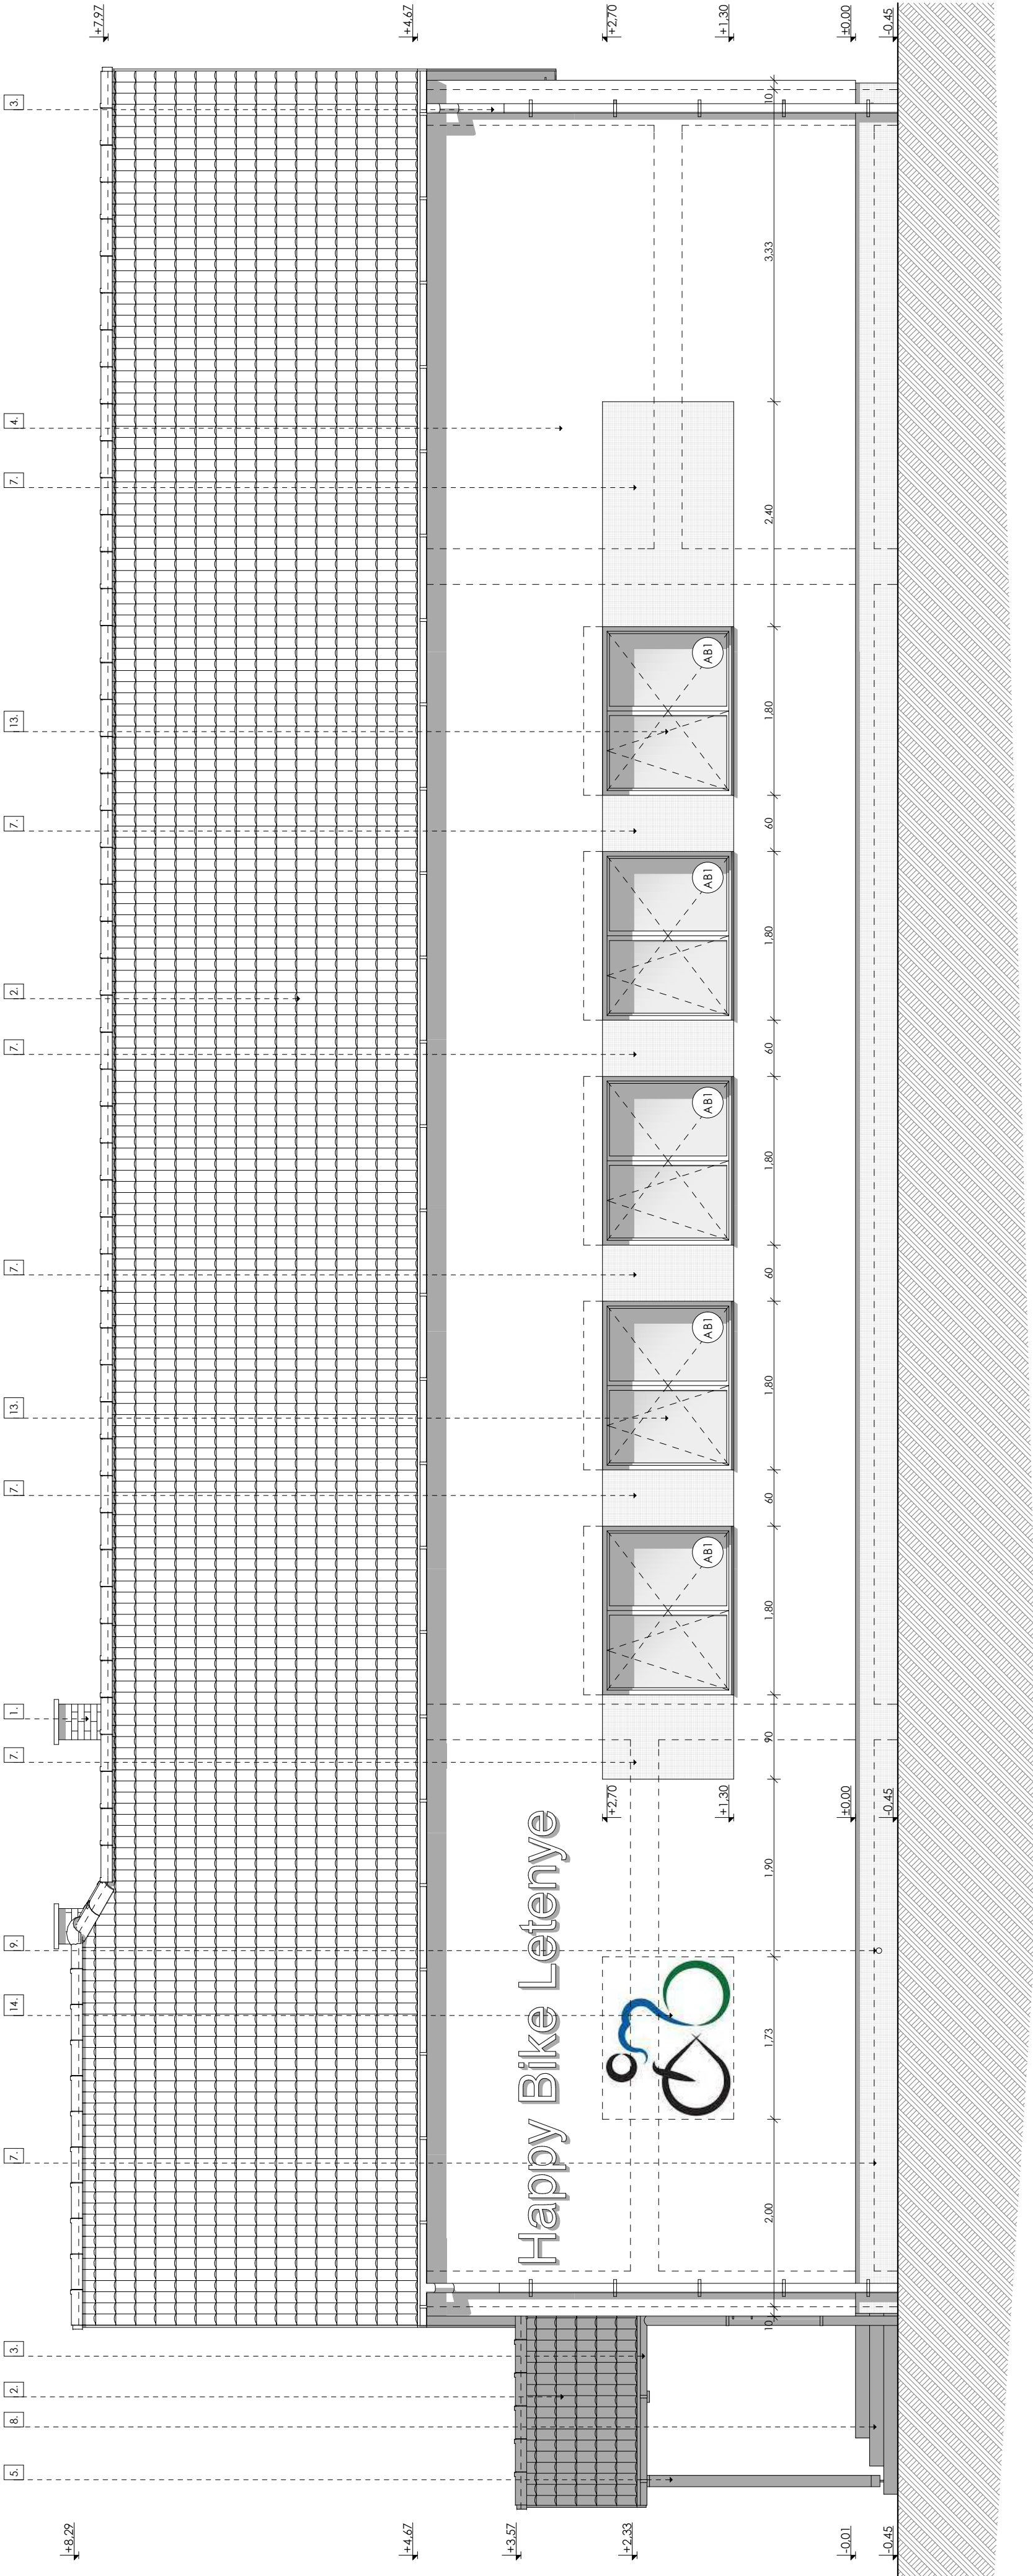 5. 8. 2. 3. 7. 14. 9. 7. 1. 7. 13. 7. 7. 2. 7. 13. 7. 4. 3.
+8,29
+7,97
+4,67 +4,67
+3,57
Happy Bike Letenye
+2,70 +2,70
+2,33
AB1 AB1 AB1 AB1 AB1
+1,30 +1,30
10 2,00 1,73 1,90 90 1,80 60 1,80 60 1,80 60 1,80 60 1,80 2,40 3,33 10
-0,01 ±0,00 ±0,00
-0,45 -0,45 -0,45